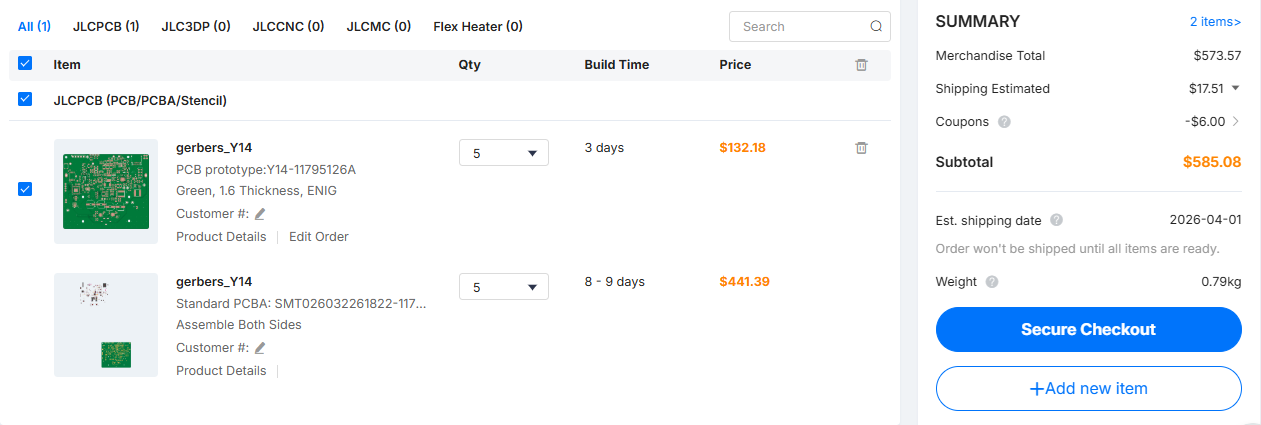 All (1) JLCPCB (1) JLC3DP (0) JLCCNC (0) JLCMC (0) Flex Heater (0) Search
Item Qty Build Time Price
JLCPCB (PCB/PCBA/Stencil)
gerbers_Y14 5 3 days $132.18
PCB prototype:Y14-11795126A
Green, 1.6 Thickness, ENIG
Customer #:
Product Details Edit Order
gerbers_Y14 5 8 - 9 days $441.39
Standard PCBA: SMT026032261822-117...
Assemble Both Sides
Customer #:
Product Details
SUMMARY 2 items>
Merchandise Total $573.57
Shipping Estimated $17.51
Coupons ? -$6.00
Subtotal $585.08
Est. shipping date ? 2026-04-01
Order won't be shipped until all items are ready.
Weight ? 0.79kg
Secure Checkout
+Add new item